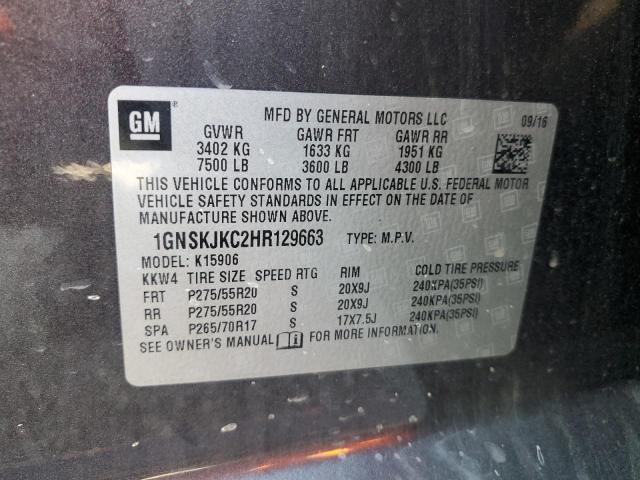 GM ®
MFD BY GENERAL MOTORS LLC 09/16
GVWR GAWR FRT GAWR RR
3402 KG 1633 KG 1951 KG
7500 LB 3600 LB 4300 LB
THIS VEHICLE CONFORMS TO ALL APPLICABLE U.S. FEDERAL MOTOR
VEHICLE SAFETY STANDARDS IN EFFECT ON THE DATE OF
MANUFACTURE SHOWN ABOVE.
1GNSKJKC2HR129663 TYPE: M.P.V.
MODEL: K15906
KKW4 TIRE SIZE SPEED RTG RIM COLD TIRE PRESSURE
FRT P275/55R20 S 20X9J 240KPA(35PSI)
RR P275/55R20 S 20X9J 240KPA(35PSI)
SPA P265/70R17 S 17X7.5J 240KPA(35PSI)
SEE OWNER'S MANUAL FOR MORE INFORMATION.